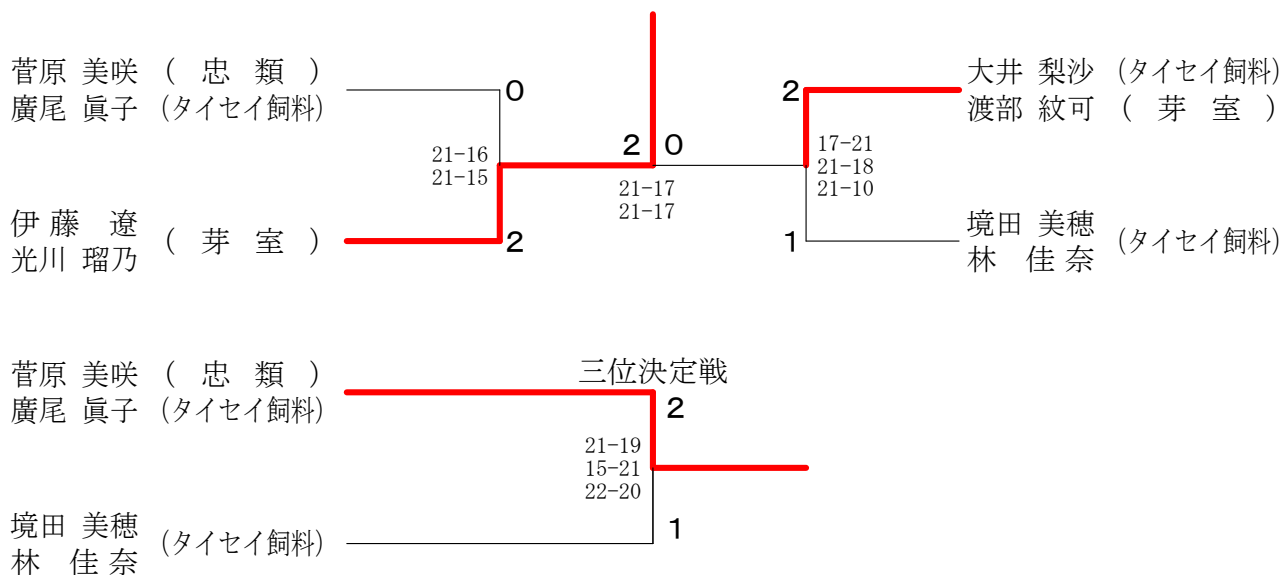 菅原 美咲 ( 忠 類 )
廣尾 眞子 (タイセイ飼料)
0
21-16
21-15
伊 藤 遼
光川 瑠乃
( 芽 室 )
2
2 0
21-17
21-17
大井 梨沙 (タイセイ飼料)
渡部 紋可 ( 芽 室 )
2
17-21
21-18
21-10
境田 美穂
林 佳 奈
(タイセイ飼料)
1
三位決定戦
菅原 美咲 ( 忠 類 )
廣尾 眞子 (タイセイ飼料)
2
21-19
15-21
22-20
境田 美穂
林 佳 奈
(タイセイ飼料)
1